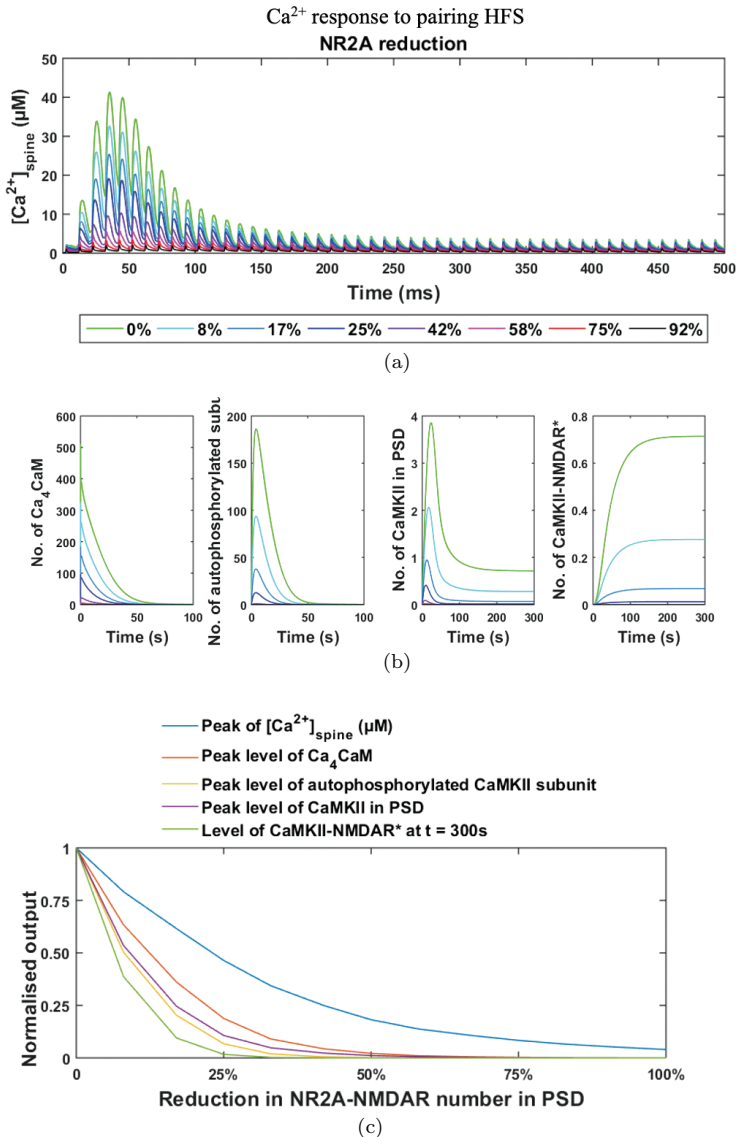 Ca2+ response to pairing HFS
NR2A reduction
[Ca2+]spine (µM)
50
40
30
20
10
0
0 50 100 150 200 250 300 350 400 450 500
Time (ms)
0% 8% 17% 25% 42% 58% 75% 92%
(a)
No. of Ca4CaM
600
500
400
300
200
100
0
0 50 100
Time (s)
No. of autophosphorylated subu
200
150
100
50
0
0 50 100
Time (s)
No. of CaMKII in PSD
4
3
2
1
0
0 100 200 300
Time (s)
No. of CaMKII-NMDAR*
0.8
0.6
0.4
0.2
0
0 100 200 300
Time (s)
(b)
Peak of [Ca2+]spine (µM)
Peak level of Ca4CaM
Peak level of autophosphorylated CaMKII subunit
Peak level of CaMKII in PSD
Level of CaMKII-NMDAR* at t = 300s
Normalised output
1
0.75
0.50
0.25
0
0 25% 50% 75% 100%
Reduction in NR2A-NMDAR number in PSD
(c)